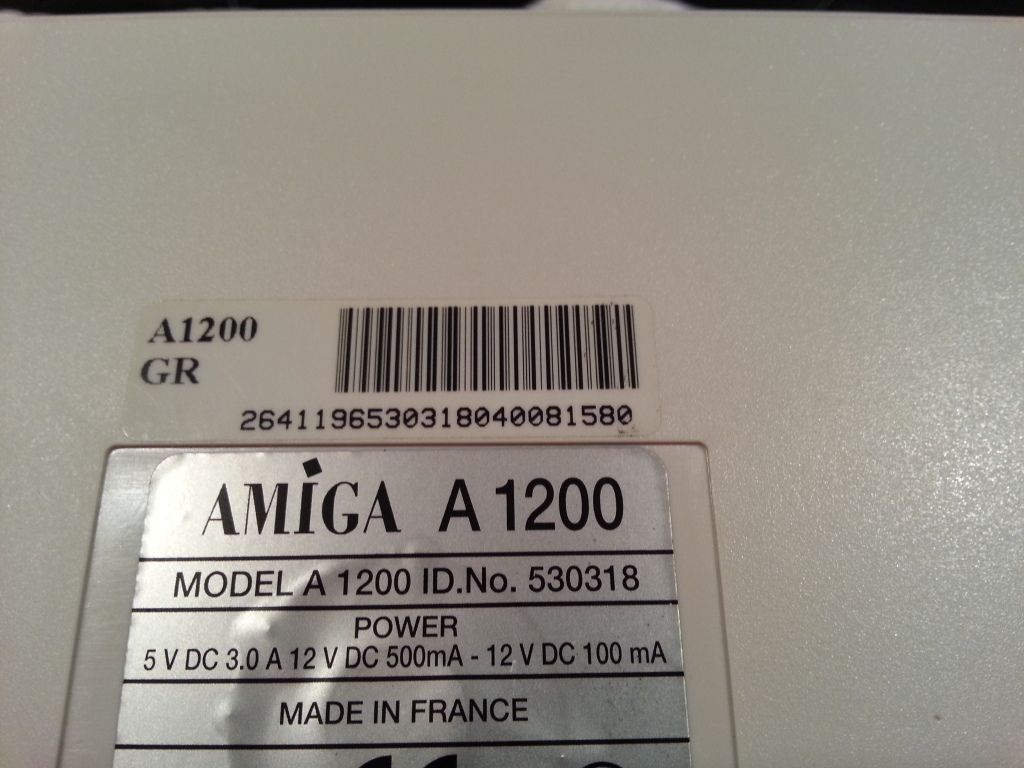 A1200
GR
2641196530318040081580
AMiGA A 1200
MODEL A 1200 ID.No. 530318
POWER
5 V DC 3.0 A 12 V DC 500mA - 12 V DC 100 mA
MADE IN FRANCE